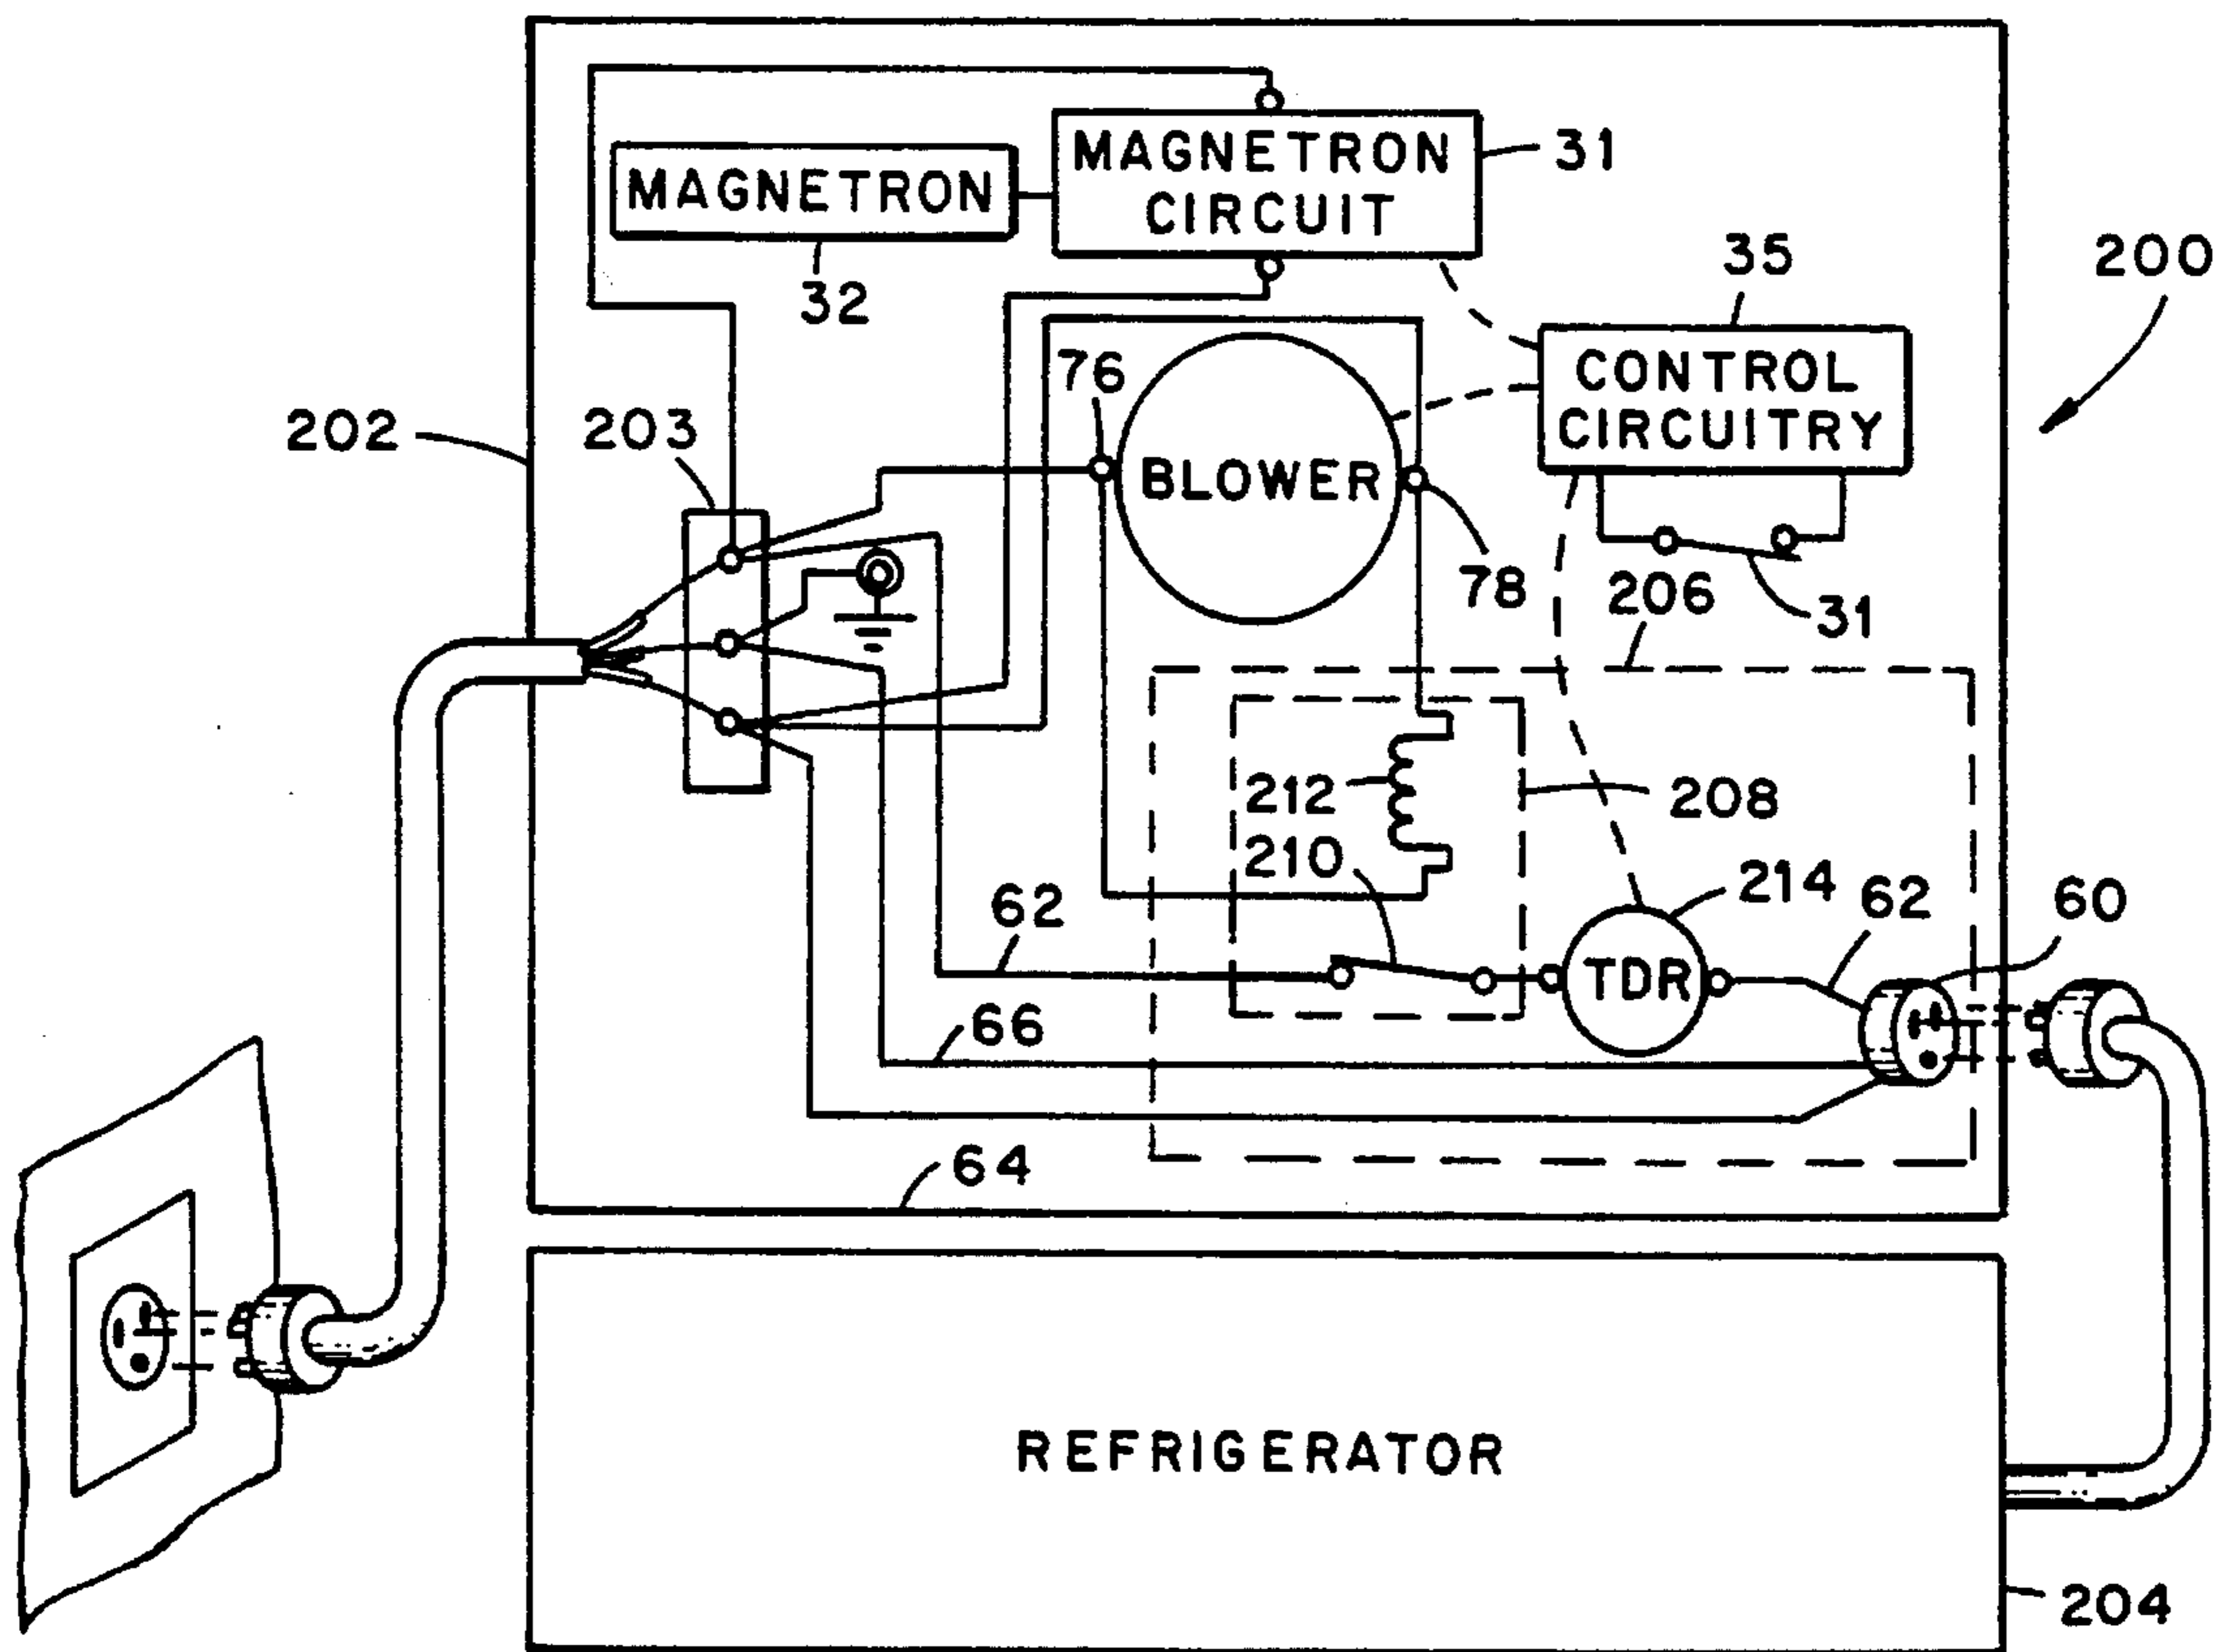 MAGNETRON
CIRCUIT
31
MAGNETRON
32
35
200
CONTROL
CIRCUITRY
76
202
203
BLOWER
78
206
31
212
208
210
214
62
62
60
TDR
66
64
REFRIGERATOR
204